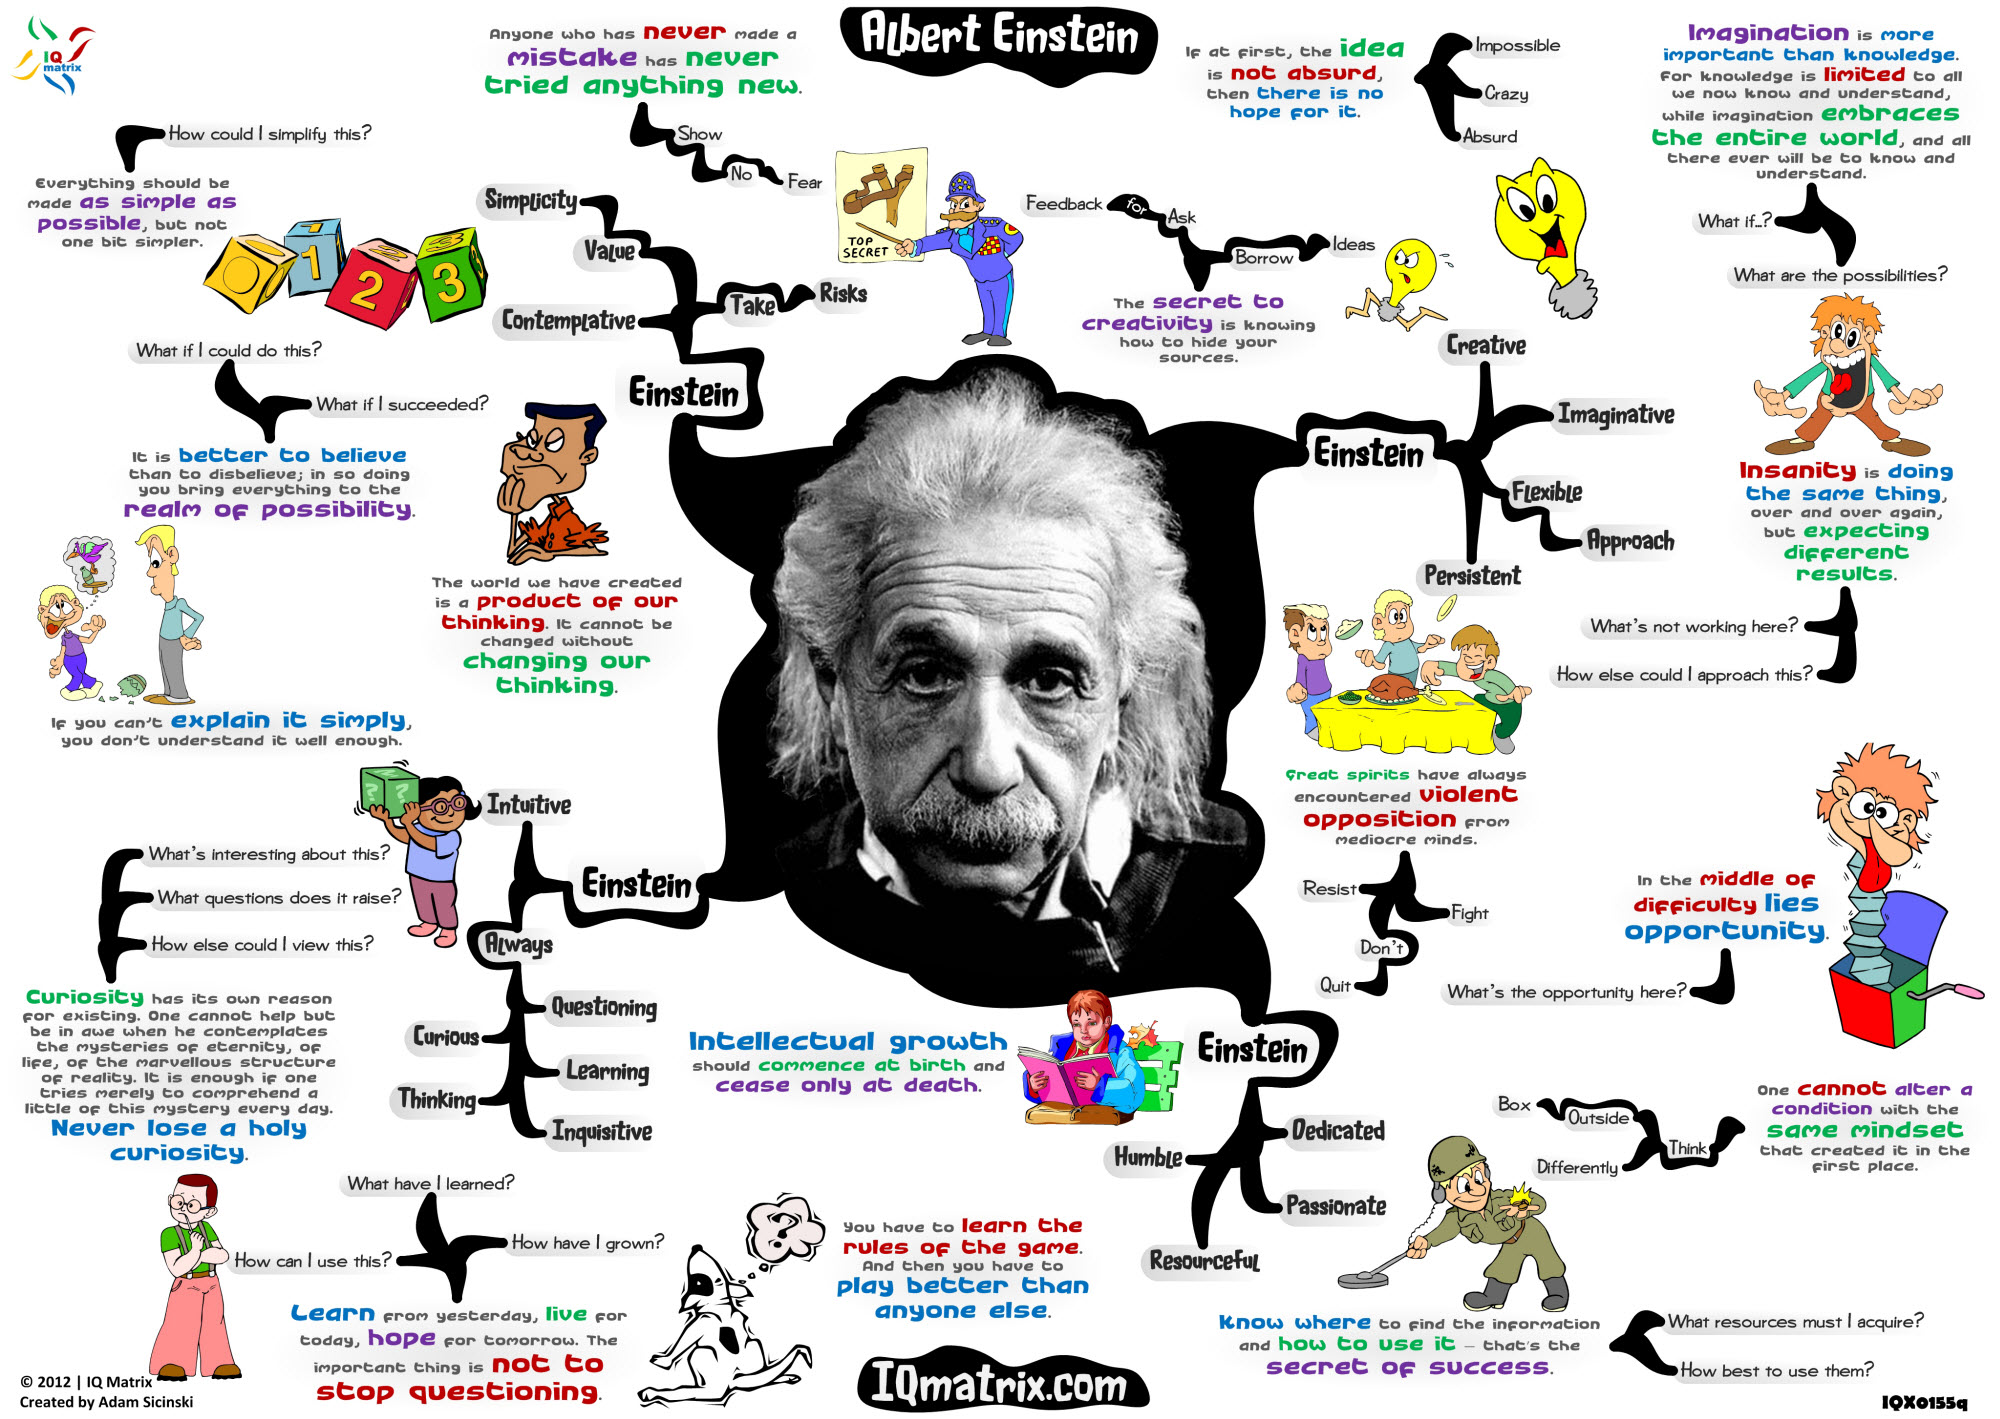 IQ
matrix
Albert Einstein
Anyone who has never made a
mistake has never
tried anything new.
Show
No
Fear
How could I simplify this?
Everything should be
made as simple as
possible, but not
one bit simpler.
1
2
3
Simplicity
Value
Contemplative
Take
Risks
Einstein
TOP
SECRET
What if I could do this?
What if I succeeded?
It is better to believe
than to disbelieve; in so doing
you bring everything to the
realm of possibility.
The world we have created
is a product of our
thinking. It cannot be
changed without
changing our
thinking.
If you can't explain it simply,
you don't understand it well enough.
If at first, the idea
is not absurd,
then there is no
hope for it.
Impossible
Crazy
Absurd
Feedback
for
Ask
Borrow
Ideas
The secret to
creativity is knowing
how to hide your
sources.
Imagination is more
important than knowledge.
For knowledge is limited to all
we now know and understand,
while imagination embraces
the entire world, and all
there ever will be to know and
understand.
What if...?
What are the possibilities?
Creative
Imaginative
Einstein
Flexible
Approach
Persistent
Insanity is doing
the same thing,
over and over again,
but expecting
different
results.
What's not working here?
How else could I approach this?
Great spirits have always
encountered violent
opposition from
mediocre minds.
Resist
Fight
Don't
Quit
In the middle of
difficulty lies
opportunity.
What's the opportunity here?
Intuitive
Einstein
Always
Questioning
Curious
Learning
Thinking
Inquisitive
What's interesting about this?
What questions does it raise?
How else could I view this?
Curiosity has its own reason
for existing. One cannot help but
be in awe when he contemplates
the mysteries of eternity, of
life, of the marvellous structure
of reality. It is enough if one
tries merely to comprehend a
little of this mystery every day.
Never lose a holy
curiosity.
What have I learned?
How have I grown?
How can I use this?
Learn from yesterday, live for
today, hope for tomorrow. The
important thing is not to
stop questioning.
Intellectual growth
should commence at birth and
cease only at death.
Einstein
Dedicated
Humble
Passionate
Resourceful
You have to learn the
rules of the game.
And then you have to
play better than
anyone else.
Box
Outside
Think
Differently
One cannot alter a
condition with the
same mindset
that created it in the
first place.
Know where to find the information
and how to use it – that's the
secret of success.
What resources must I acquire?
How best to use them?
© 2012 | IQ Matrix
Created by Adam Sicinski
IQmatrix.com
IQX0155q